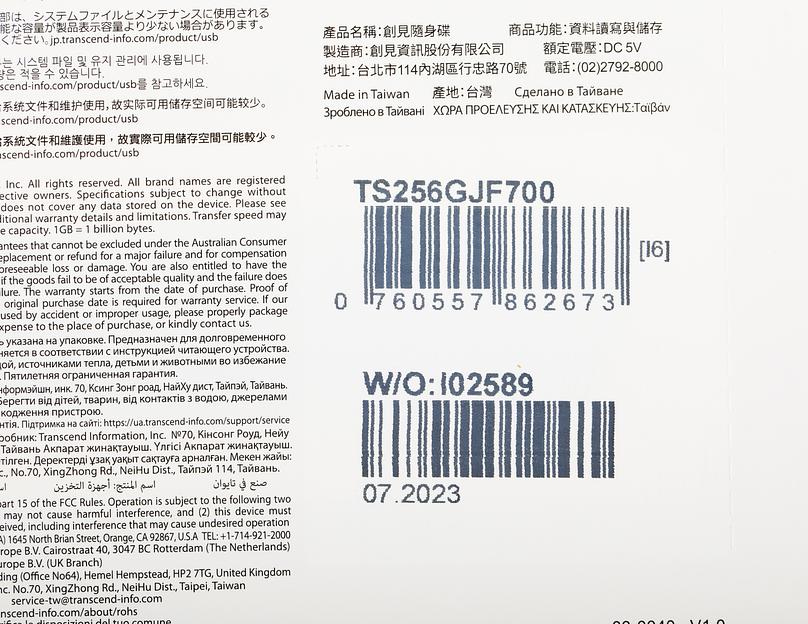 部は、システムファイルとメンテナンスに使用される
能な容量が製品表示容量より少ない場合があります。
ください。jp.transcend-info.com/product/usb
는 시스템 파일 및 유지 관리에 사용됩니다.
량은 적을 수 있습니다.
scend-info.com/product/usb를 참고하세요.
给系统文件和维护使用，故实际可用储存空间可能较少。
nscend-info.com/product/usb
給系統文件和維護使用，故實際可用儲存空間可能較少。
nscend-info.com/product/usb
, Inc. All rights reserved. All brand names are registered
ective owners. Specifications subject to change without
does not cover any data stored on the device. Please see
ditional warranty details and limitations. Transfer speed may
e capacity. 1GB = 1 billion bytes.
antees that cannot be excluded under the Australian Consumer
eplacement or refund for a major failure and for compensation
oreseeable loss or damage. You are also entitled to have the
if the goods fail to be of acceptable quality and the failure does
lure. The warranty starts from the date of purchase. Proof of
original purchase date is required for warranty service. If our
used by accident or improper usage, please properly package
xpense to the place of purchase, or kindly contact us.
ь указана на упаковке. Предназначен для долговременного
няется в соответствии с инструкцией читающего устройства.
дой, источниками тепла, детьми и животными во избежание
. Пятилетняя ограниченная гарантия.
нформэйшн, инк. 70, Ксинг Зонг роад, НайХу дист, Тайпэй, Тайвань.
Берегти від дітей, тварин, від контактів з водою, джерелами
кодження пристрою.
нтія. Підтримка на сайті: https://ua.transcend-info.com/support/service
робник: Transcend Information, Inc. №70, Кінсонг Роуд, Нейу
Тайвань Ақпарат жинақтауыш. Үлгісі Ақпарат жинақтауыш.
тілген. Деректерді ұзақ уақыт сақтауға арналған. Мекен жайы:
c., No.70, XingZhong Rd., NeiHu Dist., Тайпэй 114, Тайвань.
صنع في تايوان اسم المنتج: أجهزة التخزين
part 15 of the FCC Rules. Operation is subject to the following two
may not cause harmful interference, and (2) this device must
eived, including interference that may cause undesired operation
A) 1645 North Brian Street, Orange, CA 92867, U.S.A TEL: +1-714-921-2000
urope B.V. Cairostraat 40, 3047 BC Rotterdam (The Netherlands)
urope B.V. (UK Branch)
ding (Office No64), Hemel Hempstead, HP2 7TG, United Kingdom
nc. No.70, XingZhong Rd., NeiHu Dist., Taipei, Taiwan
service-tw@transcend-info.com
nscend-info.com/about/rohs
產品名稱：創見隨身碟 商品功能：資料讀寫與儲存
製造商：創見資訊股份有限公司 額定電壓：DC 5V
地址：台北市114內湖區行忠路70號 電話：(02)2792-8000
Made in Taiwan 產地：台灣 Сделано в Тайване
Зроблено в Тайвані ΧΩΡΑ ΠΡΟΕΛΕΥΣΗΣ ΚΑΙ ΚΑΤΑΣΚΕΥΗΣ:Ταϊβάν
TS256GJF700
[I6]
0 760557 862673
W/O:I02589
07.2023